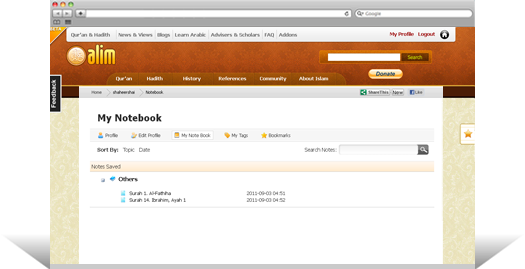 Google
Qur'an & Hadith News & Views Blogs Learn Arabic Advisers & Scholars FAQ Addons My Profile Logout
alim
Search
Donate
Qur'an Hadith History References Community About Islam
Feedback
Home shaheershai Notebook ShareThis New Like
My Notebook
Profile Edit Profile My Note Book My Tags Bookmarks
Sort By: Topic Date Search Notes:
Notes Saved
Others
Surah 1. Al-Fathiha 2011-09-03 04:51
Surah 14. Ibrahim, Ayah 1 2011-09-03 04:52